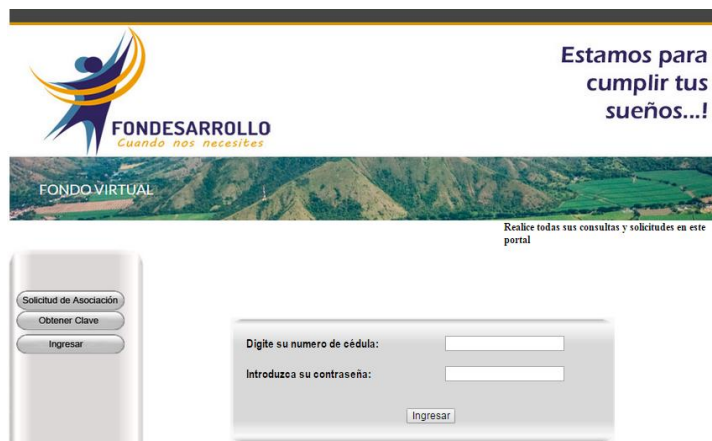 Estamos para
cumplir tus
sueños...!
FONDESARROLLO
Cuando nos necesites
FONDO VIRTUAL
Realice todas sus consultas y solicitudes en este
portal
Solicitud de Asociación
Obtener Clave
Ingresar
Digite su numero de cédula:
Introduzca su contraseña:
Ingresar